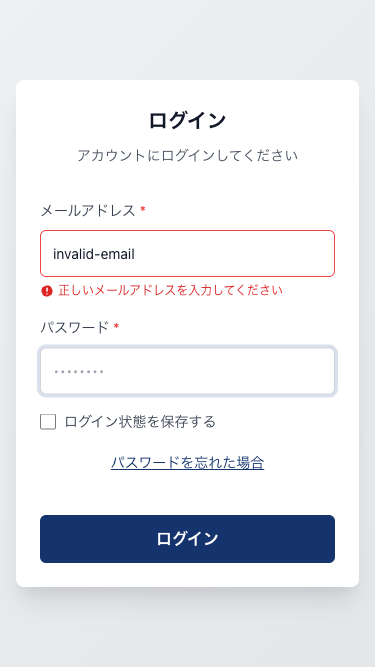 ログイン
アカウントにログインしてください
メールアドレス *
invalid-email
正しいメールアドレスを入力してください
パスワード *
••••••••
ログイン状態を保存する
パスワードを忘れた場合
ログイン